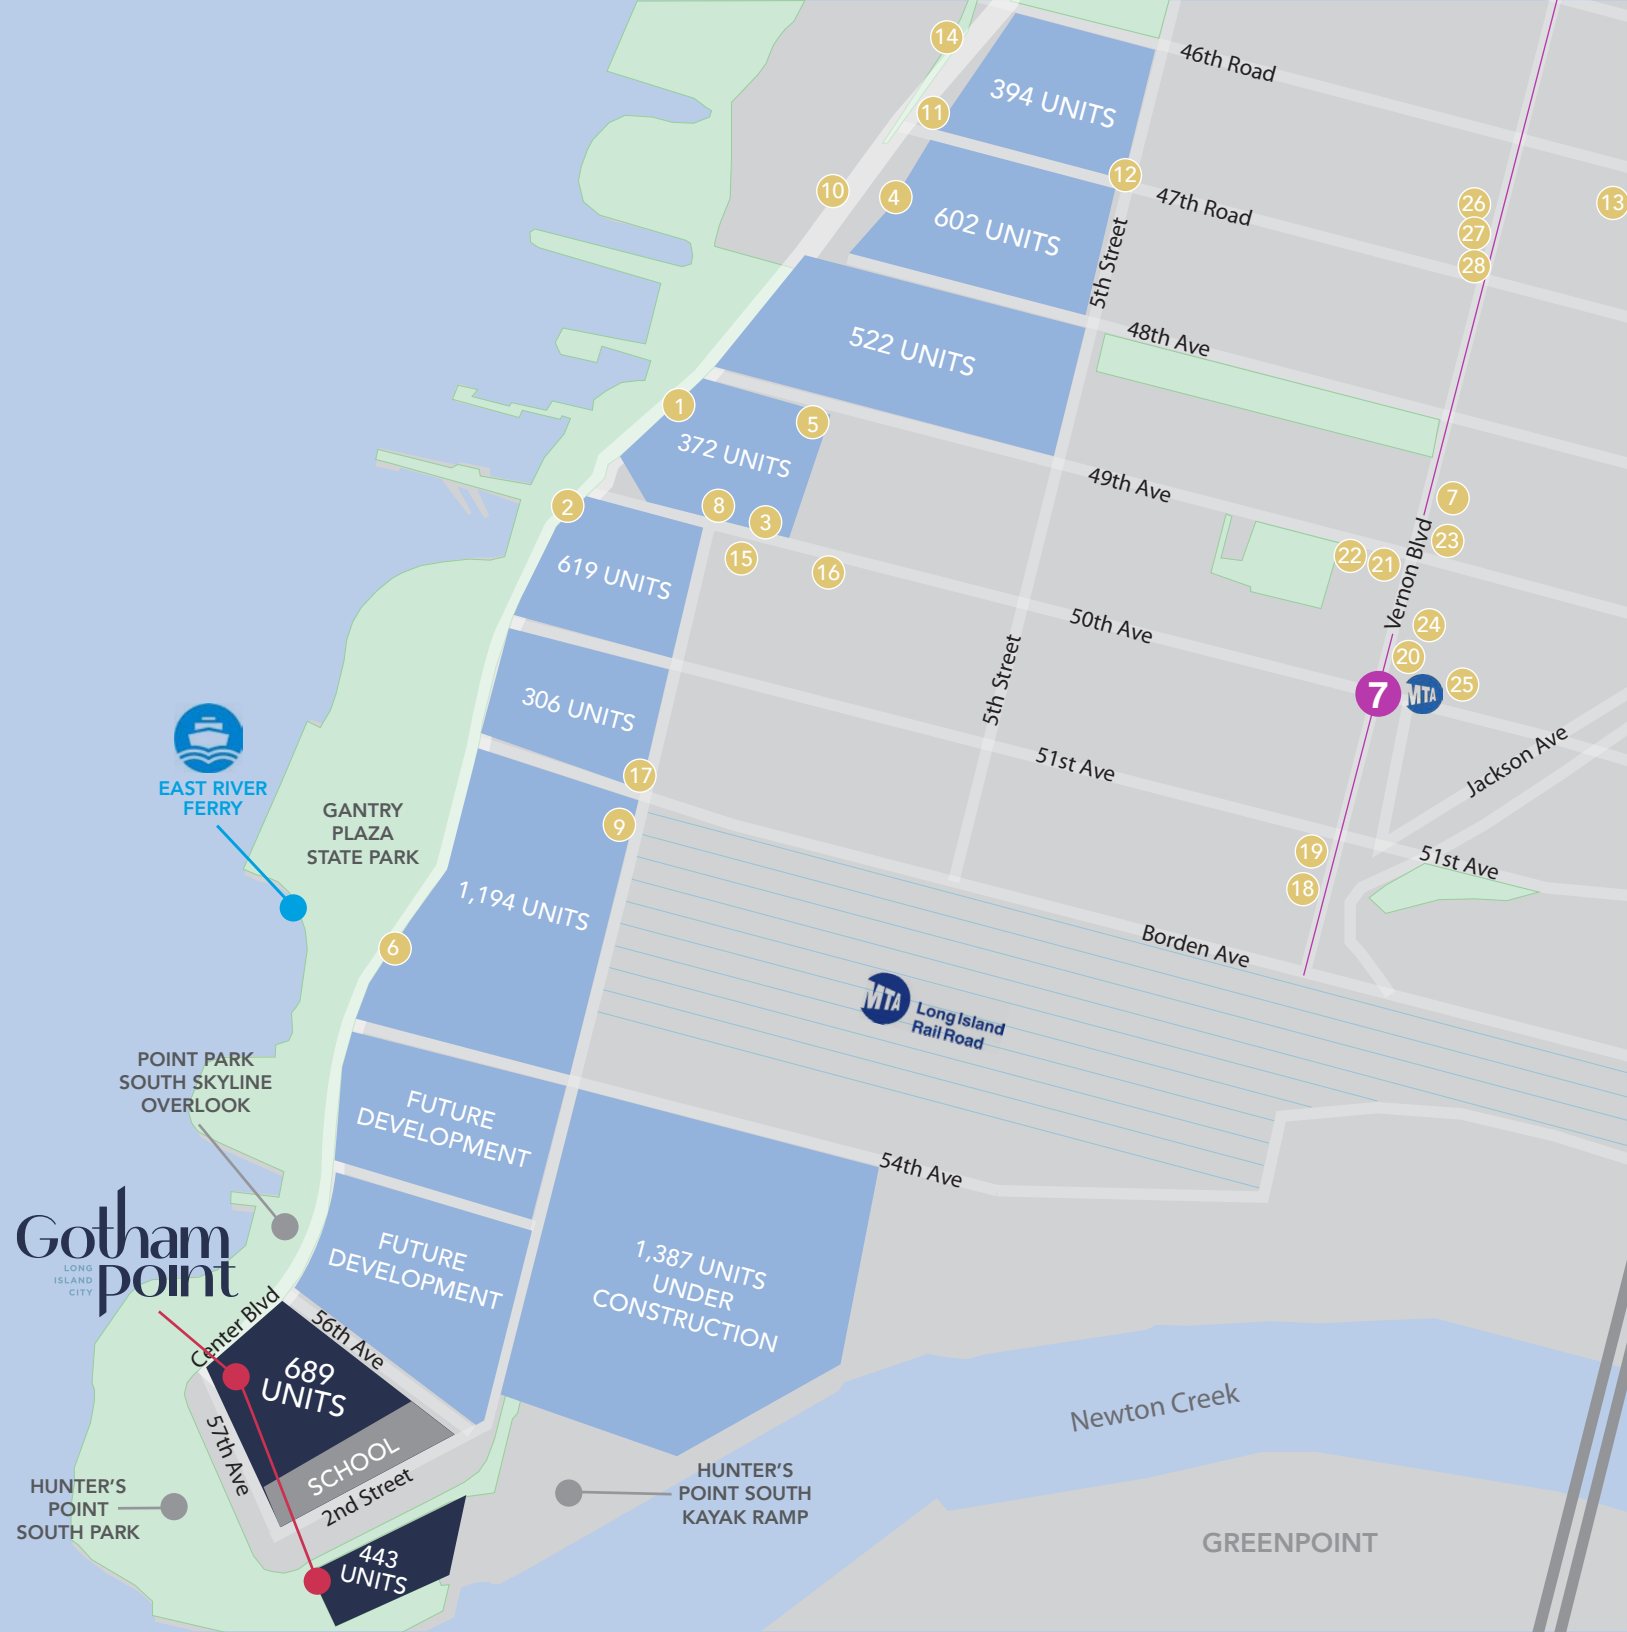 14
46th Road
394 UNITS
11
12
10
4
47th Road
26
13
602 UNITS
27
5th Street
28
48th Ave
522 UNITS
1
5
372 UNITS
49th Ave
7
2
8
3
23
Vernon Blvd
15
16
22
21
619 UNITS
50th Ave
24
20
5th Street
7
MTA
25
306 UNITS
EAST RIVER
FERRY
Jackson Ave
51st Ave
17
GANTRY
PLAZA
STATE PARK
9
19
51st Ave
18
1,194 UNITS
6
Borden Ave
MTA
Long Island
Rail Road
POINT PARK
SOUTH SKYLINE
OVERLOOK
FUTURE
DEVELOPMENT
54th Ave
Gotham
point
LONG
ISLAND
CITY
FUTURE
DEVELOPMENT
1,387 UNITS
UNDER
CONSTRUCTION
Center Blvd
56th Ave
689
UNITS
57th Ave
SCHOOL
2nd Street
Newton Creek
HUNTER'S
POINT
SOUTH PARK
HUNTER'S
POINT SOUTH
KAYAK RAMP
443
UNITS
GREENPOINT